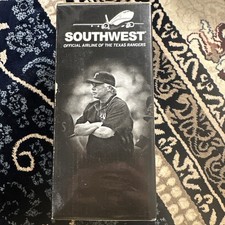 SOUTHWEST
OFFICIAL AIRLINE OF THE TEXAS RANGERS